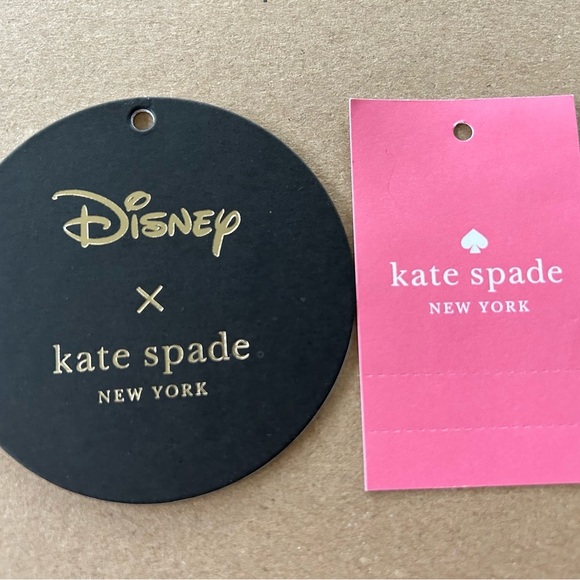 Disney
×
kate spade
NEW YORK
kate spade
NEW YORK